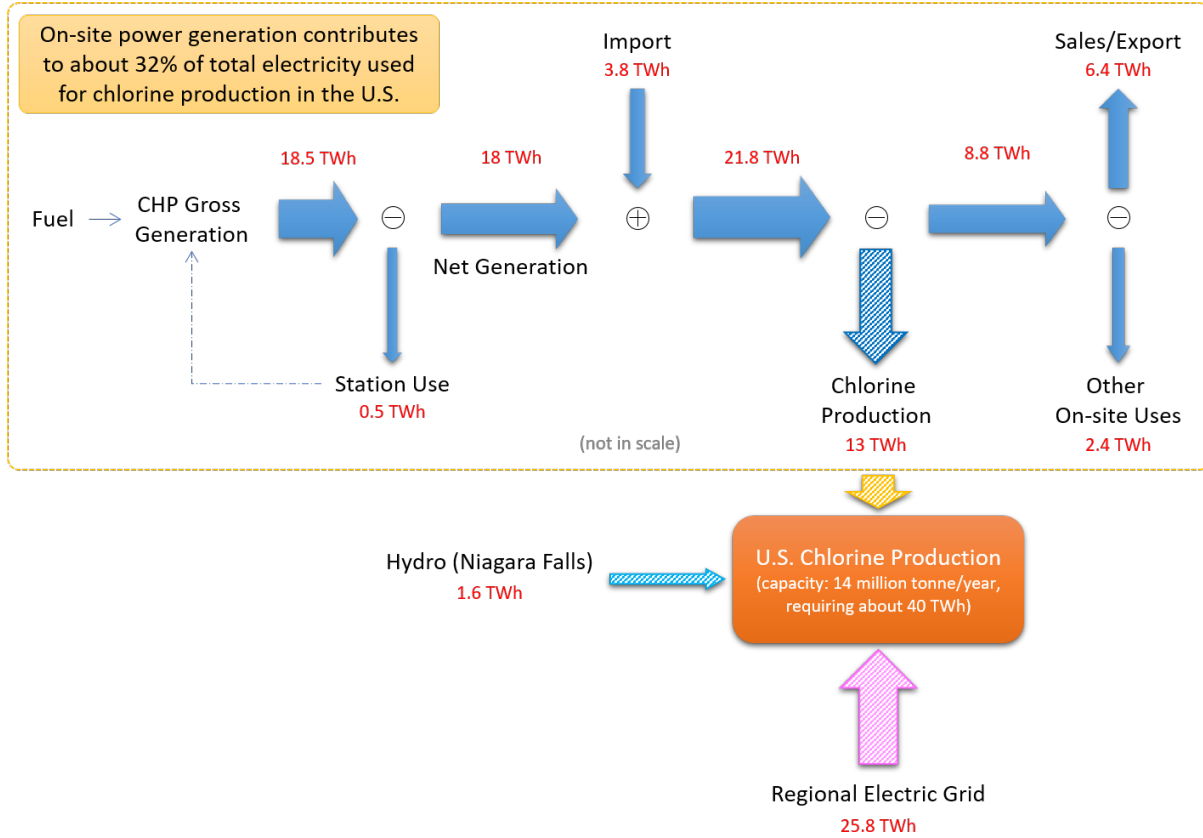 On-site power generation contributes
to about 32% of total electricity used
for chlorine production in the U.S.
Import
3.8 TWh
Sales/Export
6.4 TWh
18.5 TWh
18 TWh
21.8 TWh
8.8 TWh
Fuel
CHP Gross
Generation
Net Generation
Station Use
0.5 TWh
(not in scale)
Chlorine
Production
13 TWh
Other
On-site Uses
2.4 TWh
Hydro (Niagara Falls)
1.6 TWh
U.S. Chlorine Production
(capacity: 14 million tonne/year,
requiring about 40 TWh)
Regional Electric Grid
25.8 TWh